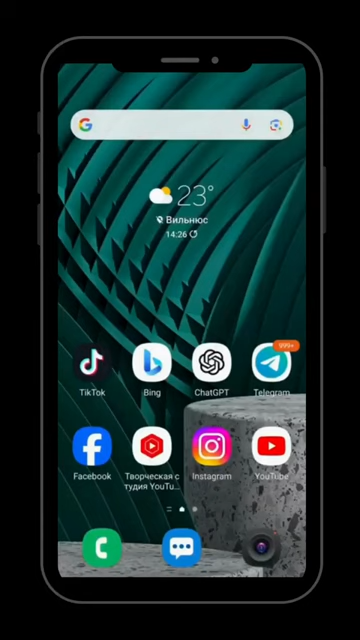 23°
Вильнюс
14:26
999+
TikTok
Bing
ChatGPT
Telegram
Facebook
Творческая с
тудия YouTu...
Instagram
YouTube